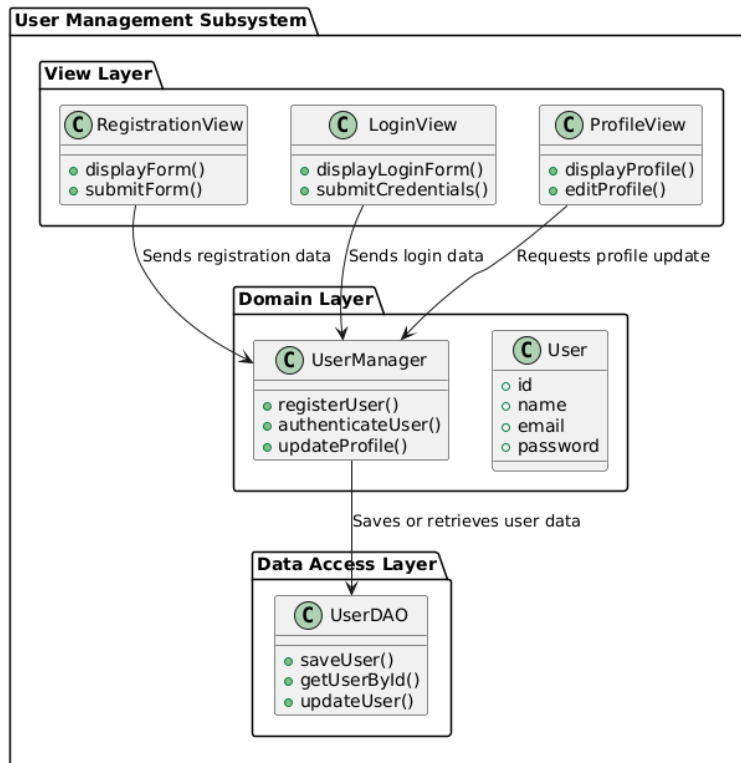 User Management Subsystem
View Layer
C RegistrationView
displayForm()
submitForm()
C LoginView
displayLoginForm()
submitCredentials()
C ProfileView
displayProfile()
editProfile()
Sends registration data
Sends login data
Requests profile update
Domain Layer
C UserManager
registerUser()
authenticateUser()
updateProfile()
C User
id
name
email
password
Saves or retrieves user data
Data Access Layer
C UserDAO
saveUser()
getUserById()
updateUser()